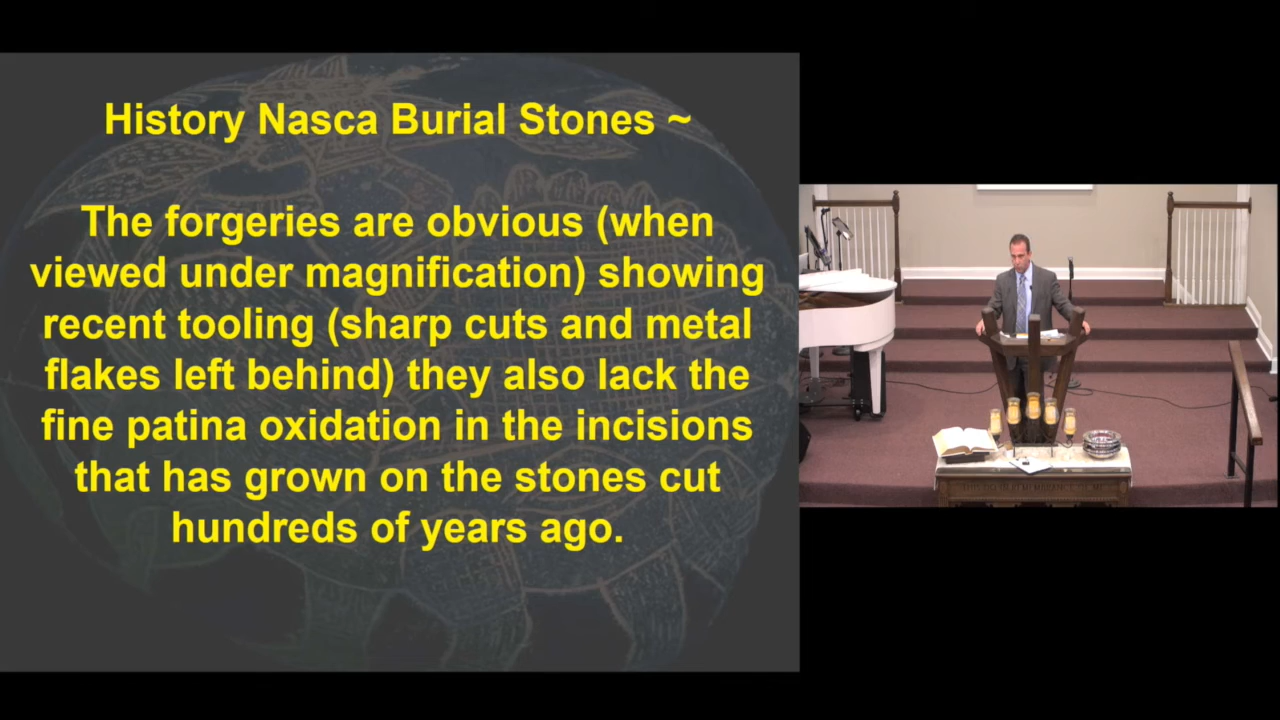 History Nasca Burial Stones ~
The forgeries are obvious (when
viewed under magnification) showing
recent tooling (sharp cuts and metal
flakes left behind) they also lack the
fine patina oxidation in the incisions
that has grown on the stones cut
hundreds of years ago.